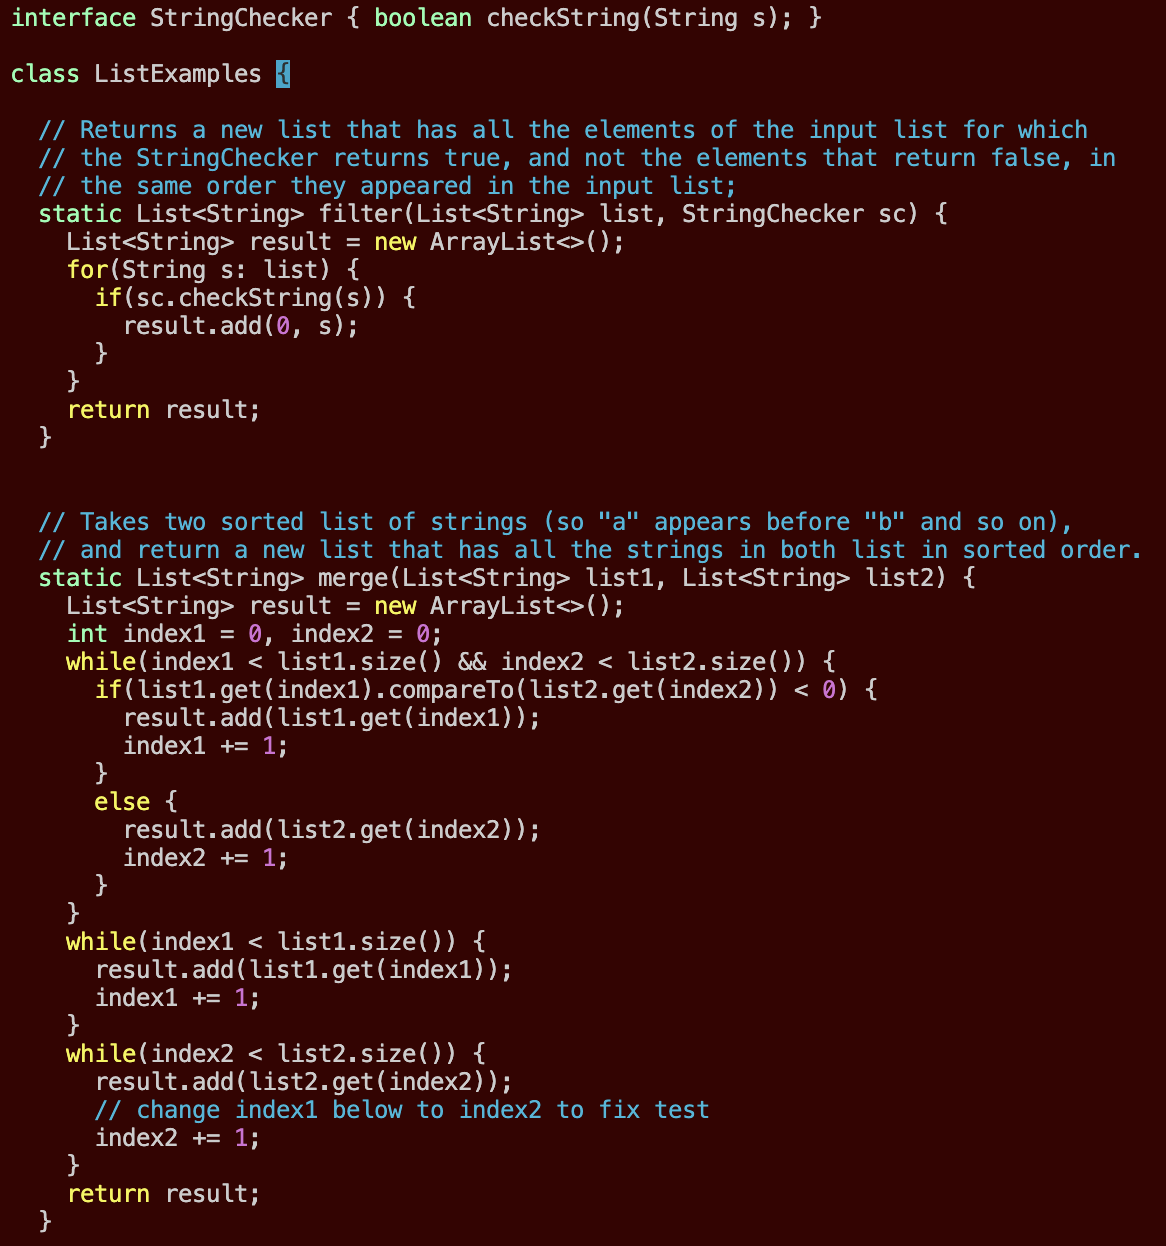 interface StringChecker { boolean checkString(String s); }

class ListExamples {

  // Returns a new list that has all the elements of the input list for which
  // the StringChecker returns true, and not the elements that return false, in
  // the same order they appeared in the input list;
  static List<String> filter(List<String> list, StringChecker sc) {
    List<String> result = new ArrayList<>();
    for(String s: list) {
      if(sc.checkString(s)) {
        result.add(0, s);
      }
    }
    return result;
  }


  // Takes two sorted list of strings (so "a" appears before "b" and so on),
  // and return a new list that has all the strings in both list in sorted order.
  static List<String> merge(List<String> list1, List<String> list2) {
    List<String> result = new ArrayList<>();
    int index1 = 0, index2 = 0;
    while(index1 < list1.size() && index2 < list2.size()) {
      if(list1.get(index1).compareTo(list2.get(index2)) < 0) {
        result.add(list1.get(index1));
        index1 += 1;
      }
      else {
        result.add(list2.get(index2));
        index2 += 1;
      }
    }
    while(index1 < list1.size()) {
      result.add(list1.get(index1));
      index1 += 1;
    }
    while(index2 < list2.size()) {
      result.add(list2.get(index2));
      // change index1 below to index2 to fix test
      index2 += 1;
    }
    return result;
  }